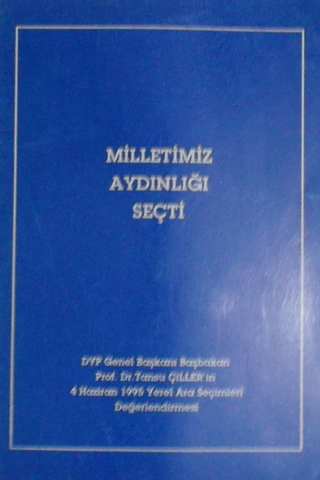 MİLLETİMİZ
AYDINLIĞI
SEÇTİ
DYP Genel Başkanı Başbakan
Prof. Dr. Tansu ÇİLLER'in
4 Haziran 1995 Yerel Ara Seçimleri
Değerlendirmesi